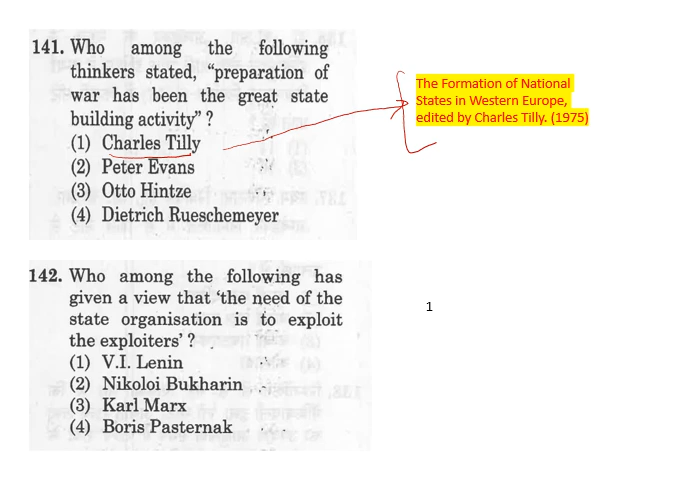 141. Who among the following
thinkers stated, "preparation of
war has been the great state
building activity" ?
(1) Charles Tilly
(2) Peter Evans
(3) Otto Hintze
(4) Dietrich Rueschemeyer
The Formation of National
States in Western Europe,
edited by Charles Tilly. (1975)
142. Who among the following has
given a view that 'the need of the
state organisation is to exploit
the exploiters' ?
(1) V.I. Lenin
(2) Nikoloi Bukharin
(3) Karl Marx
(4) Boris Pasternak
1